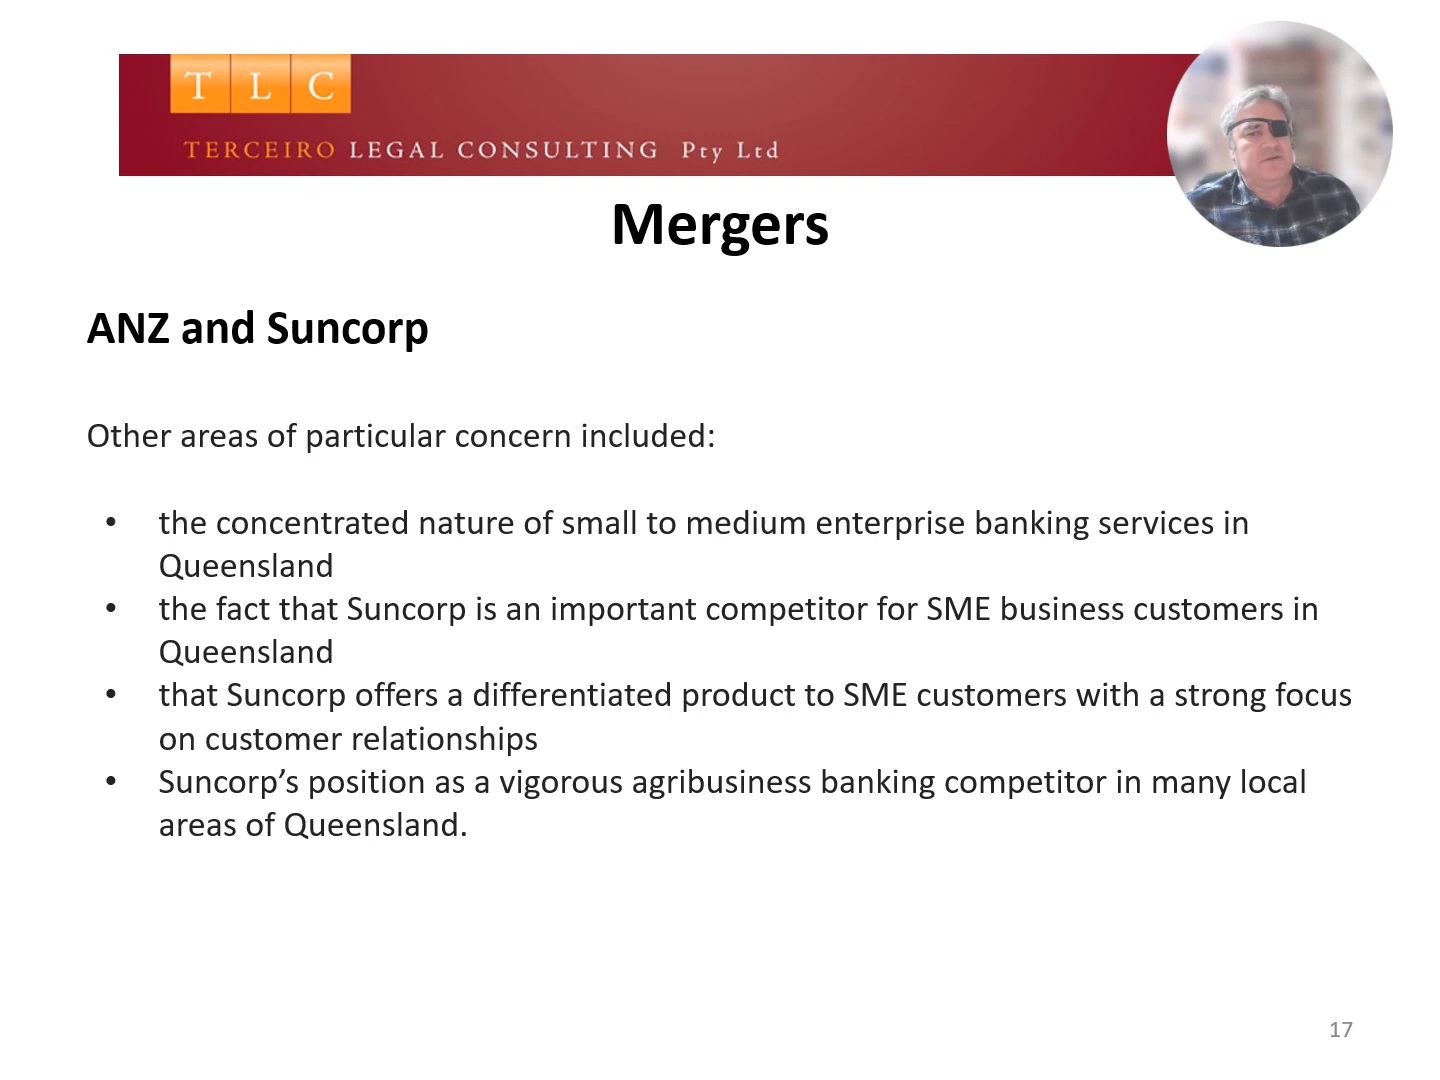 T L C
TERCEIRO LEGAL CONSULTING Pty Ltd
Mergers
ANZ and Suncorp
Other areas of particular concern included:
• the concentrated nature of small to medium enterprise banking services in
Queensland
• the fact that Suncorp is an important competitor for SME business customers in
Queensland
• that Suncorp offers a differentiated product to SME customers with a strong focus
on customer relationships
• Suncorp’s position as a vigorous agribusiness banking competitor in many local
areas of Queensland.
17